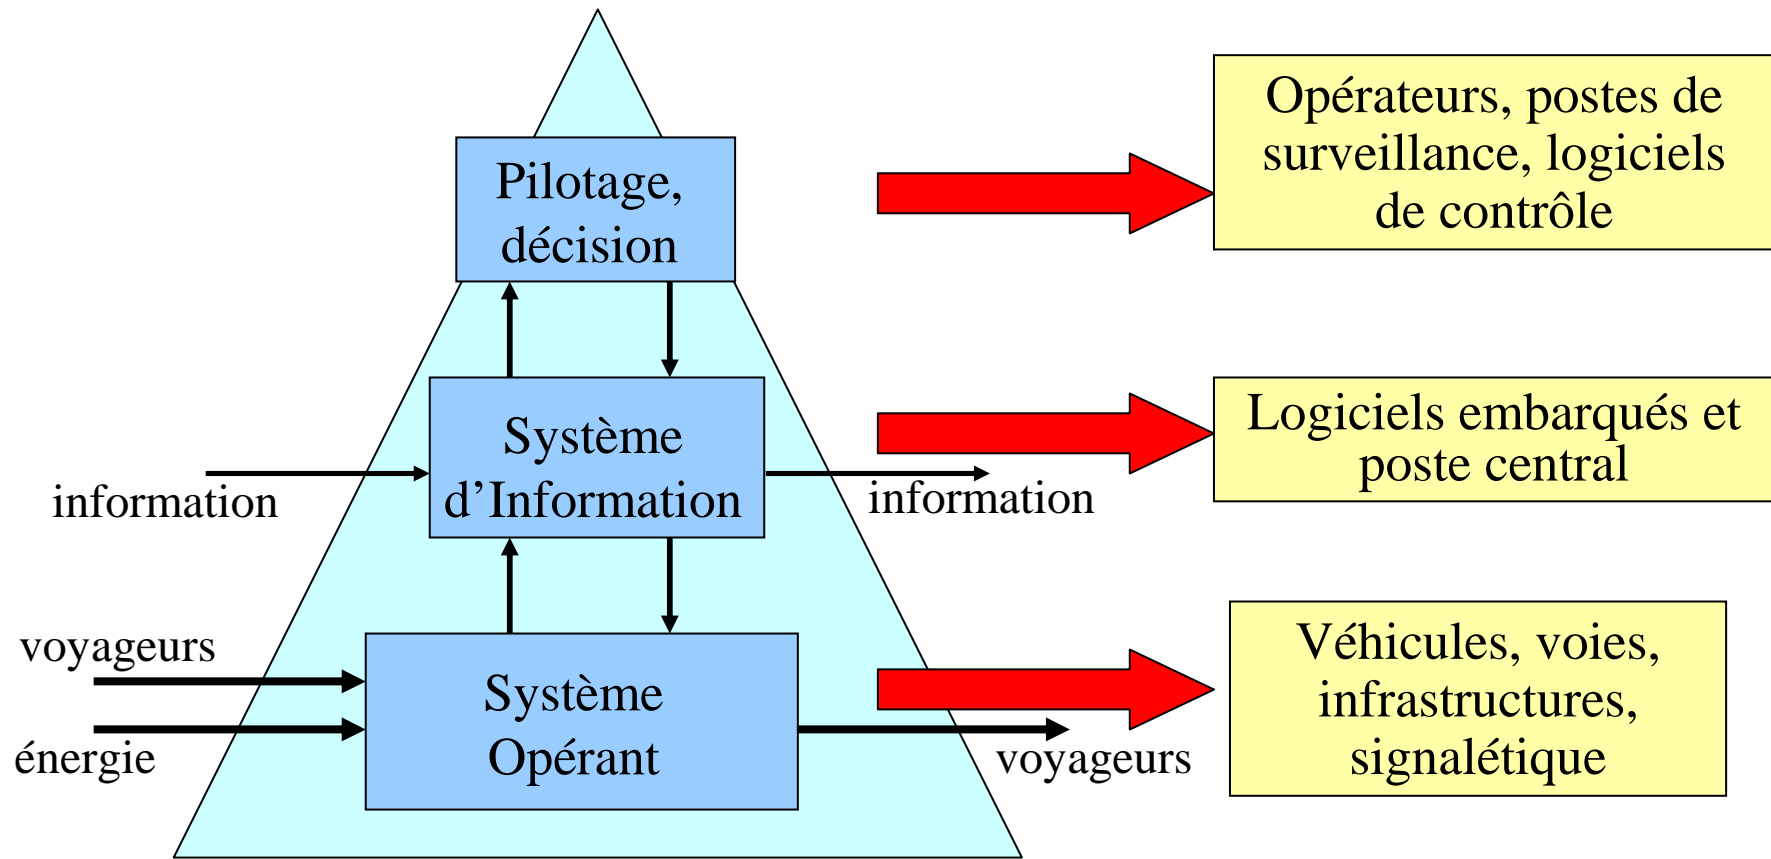 Pilotage,
décision
Opérateurs, postes de
surveillance, logiciels
de contrôle
information
Système
d’Information
information
Logiciels embarqués et
poste central
voyageurs
énergie
Système
Opérant
voyageurs
Véhicules, voies,
infrastructures,
signalétique